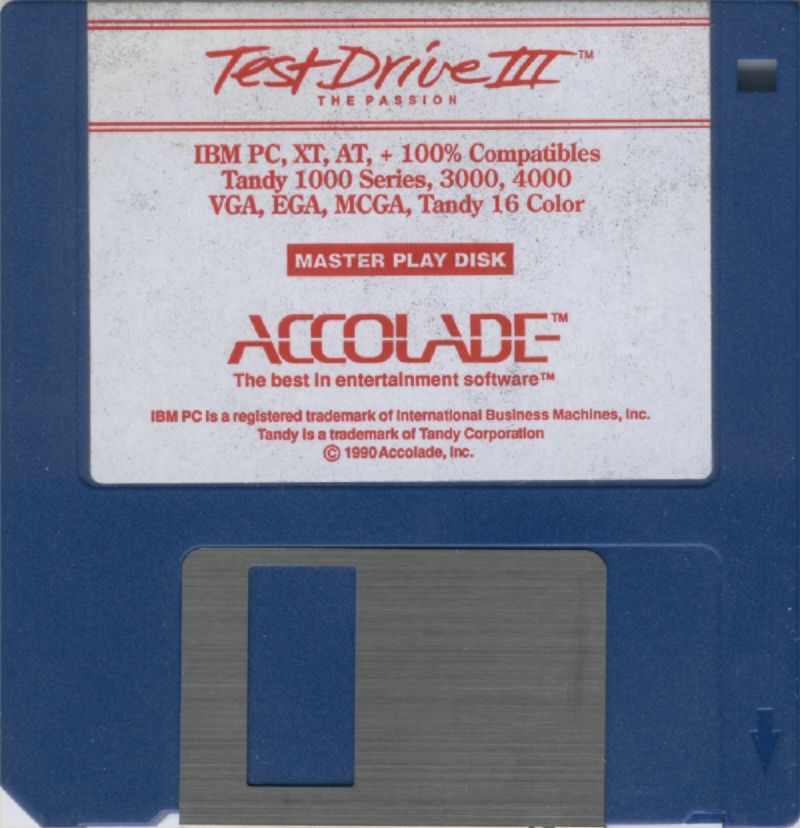 Test Drive III™
THE PASSION
IBM PC, XT, AT, + 100% Compatibles
Tandy 1000 Series, 3000, 4000
VGA, EGA, MCGA, Tandy 16 Color
MASTER PLAY DISK
ACCOLADE™
The best in entertainment software™
IBM PC is a registered trademark of International Business Machines, Inc.
Tandy is a trademark of Tandy Corporation
© 1990 Accolade, Inc.